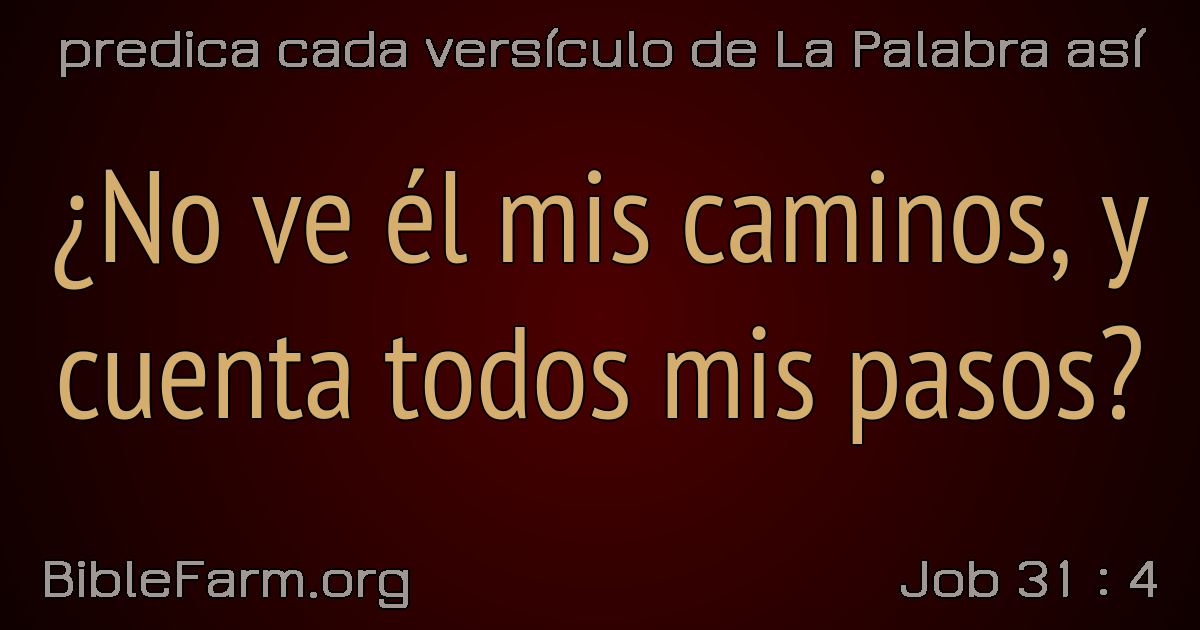 predica cada versículo de La Palabra así
¿No ve él mis caminos, y
cuenta todos mis pasos?
BibleFarm.org
Job 31 : 4